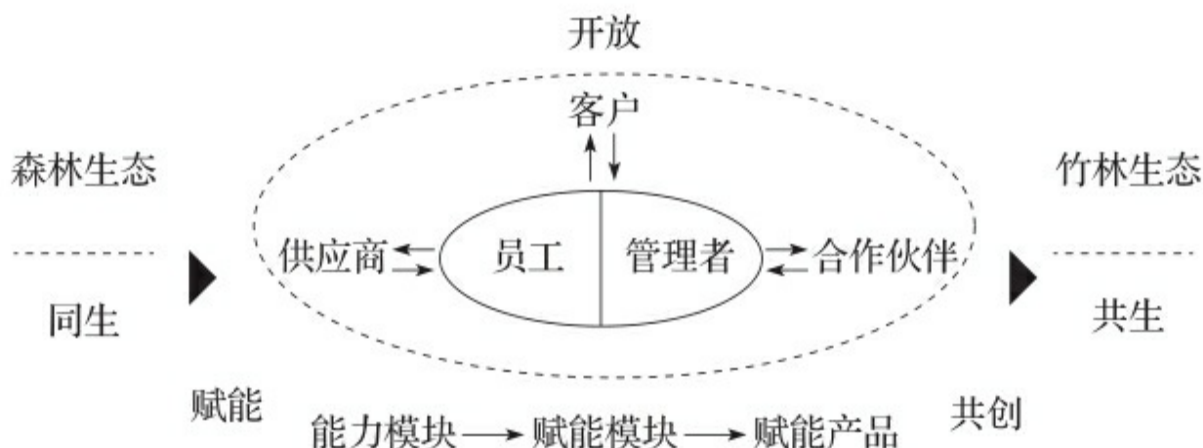 开放
客户
森林生态
竹林生态
供应商
员工
管理者
合作伙伴
同生
共生
赋能
共创
能力模块
赋能模块
赋能产品